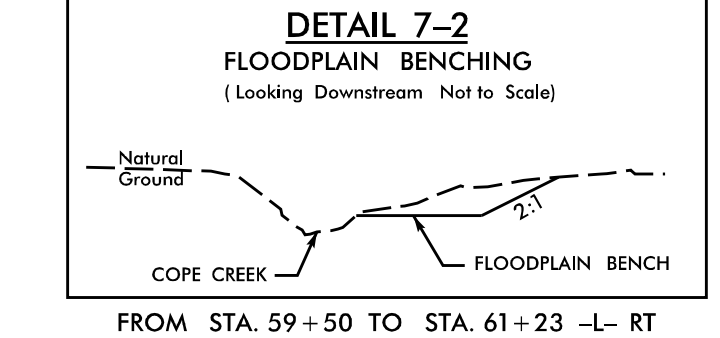 DETAIL 7–2
FLOODPLAIN BENCHING
( Looking Downstream Not to Scale)
Natural
Ground
2:1
COPE CREEK
FLOODPLAIN BENCH
FROM STA. 59+50 TO STA. 61+23 –L– RT